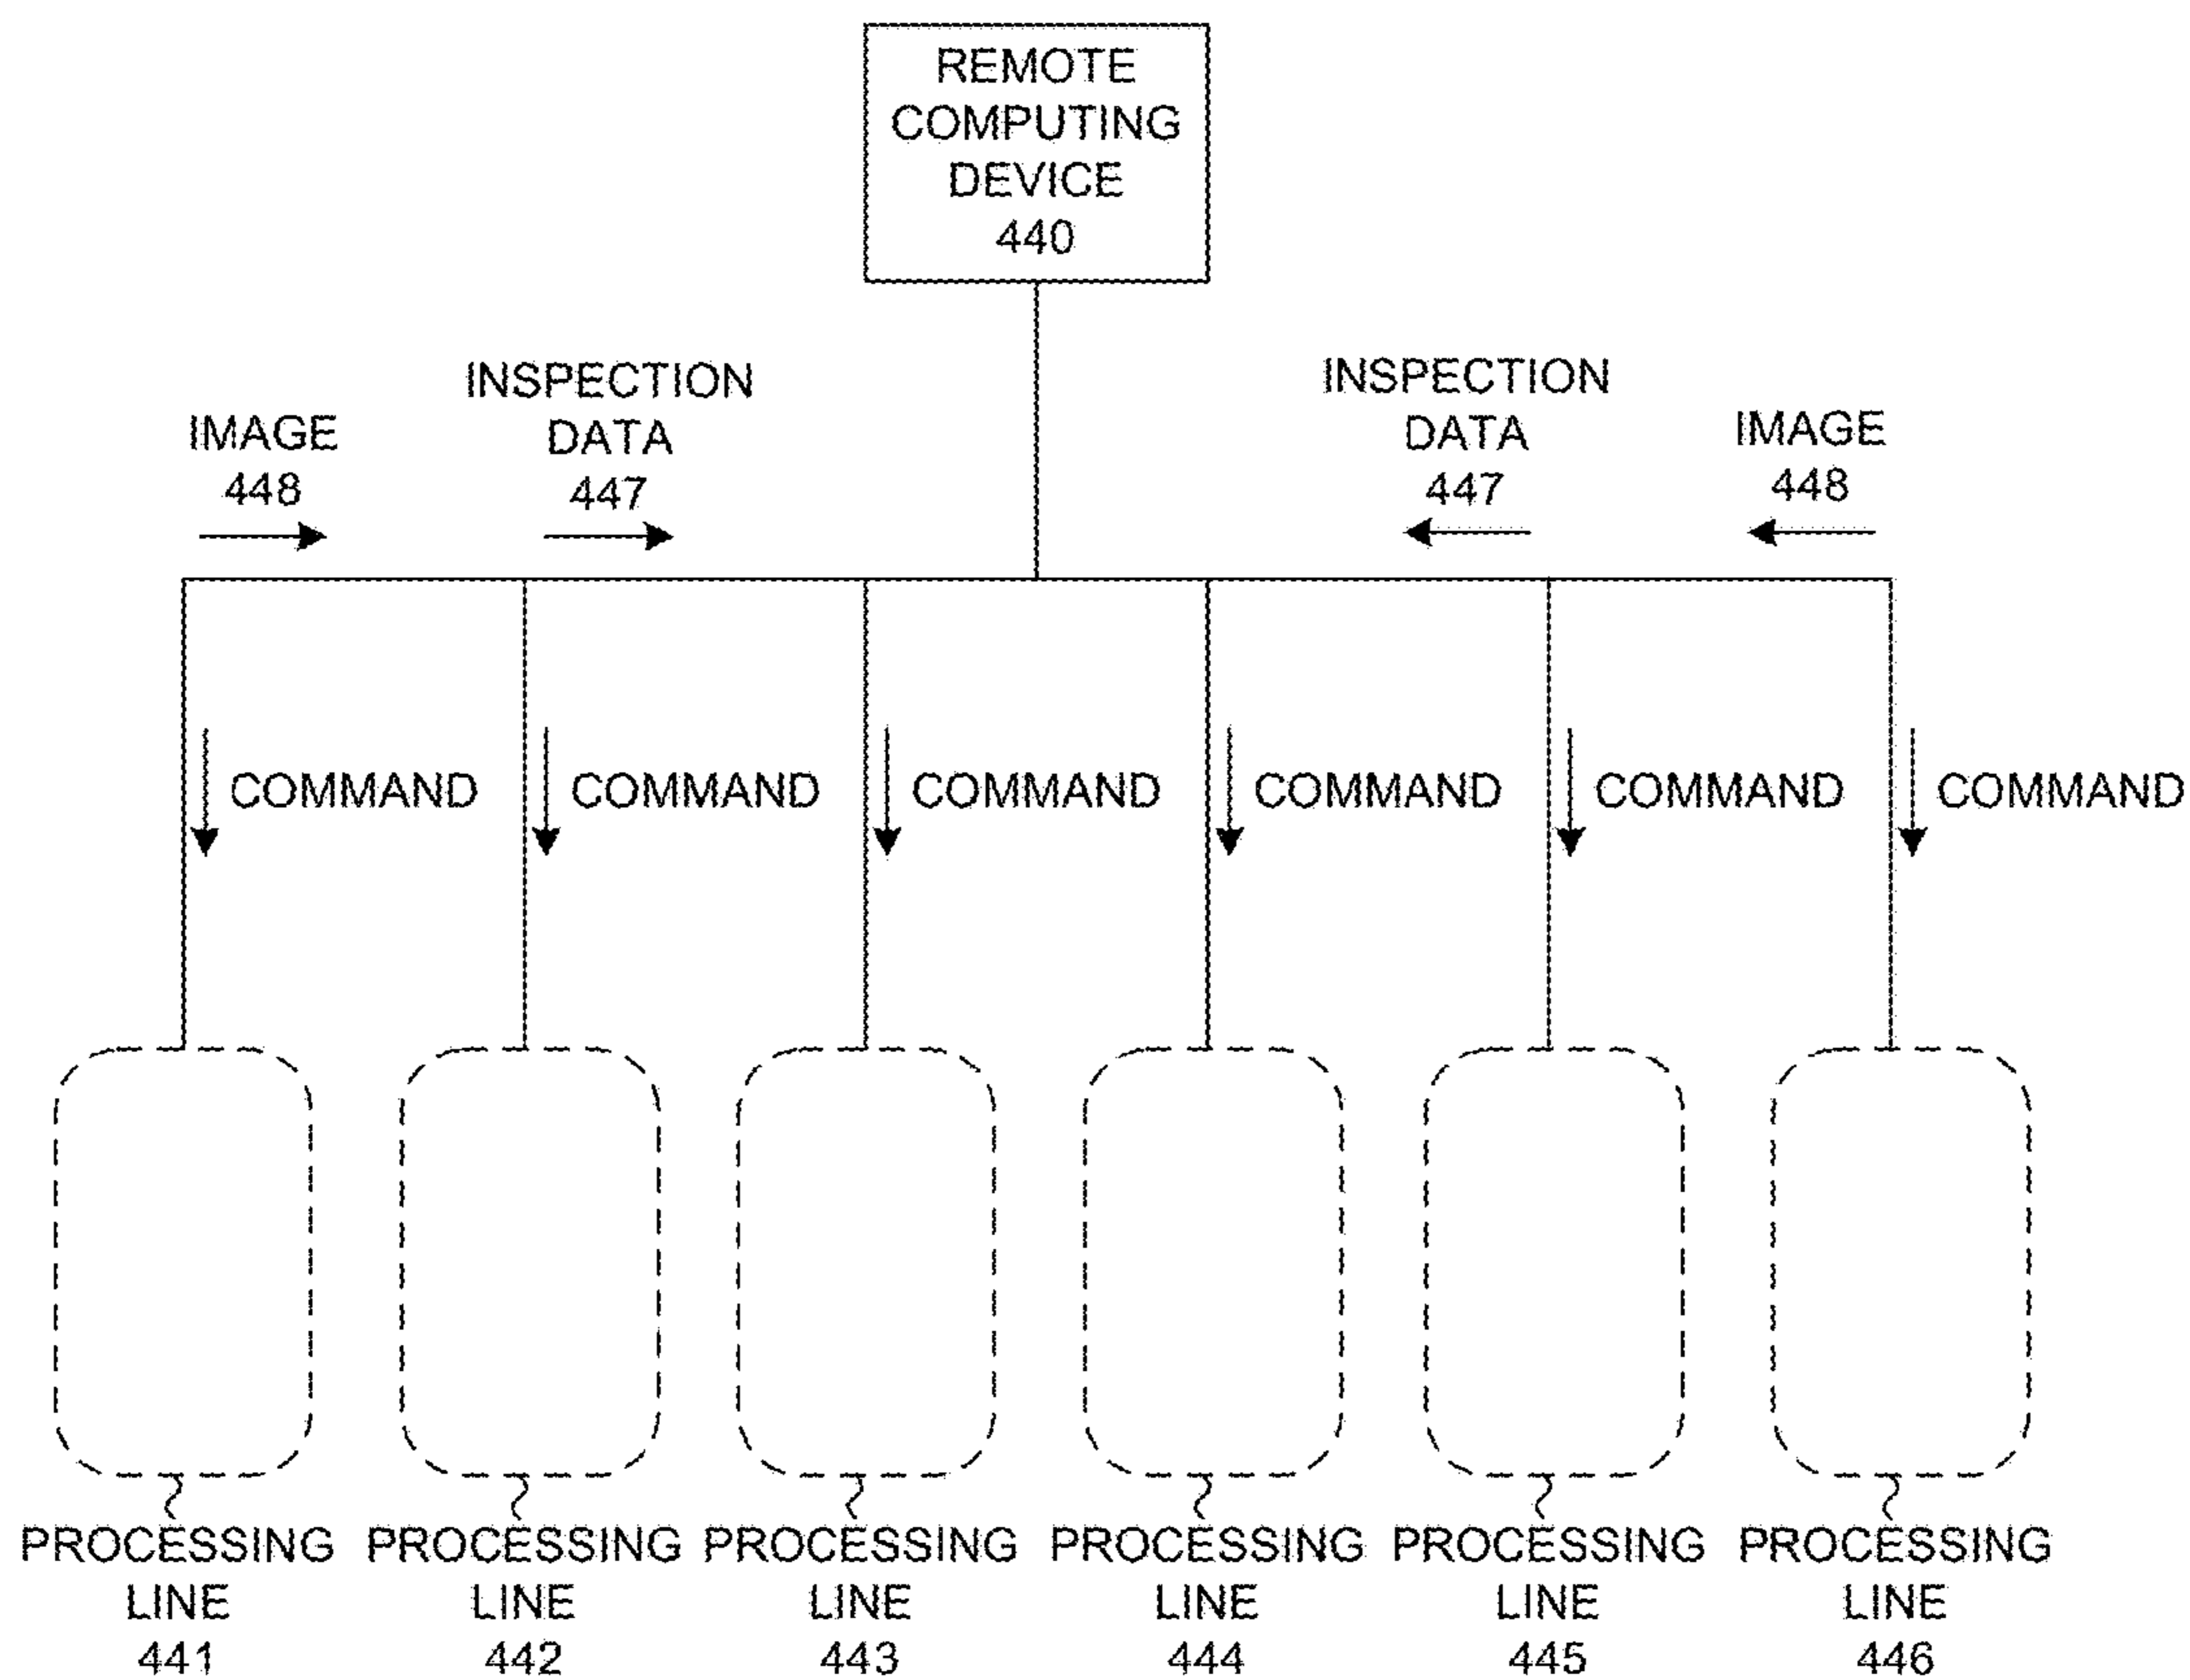 REMOTE
COMPUTING
DEVICE
440
IMAGE
448
INSPECTION
DATA
447
INSPECTION
DATA
447
IMAGE
448
COMMAND
COMMAND
COMMAND
COMMAND
COMMAND
COMMAND
PROCESSING
LINE
441
PROCESSING
LINE
442
PROCESSING
LINE
443
PROCESSING
LINE
444
PROCESSING
LINE
445
PROCESSING
LINE
446